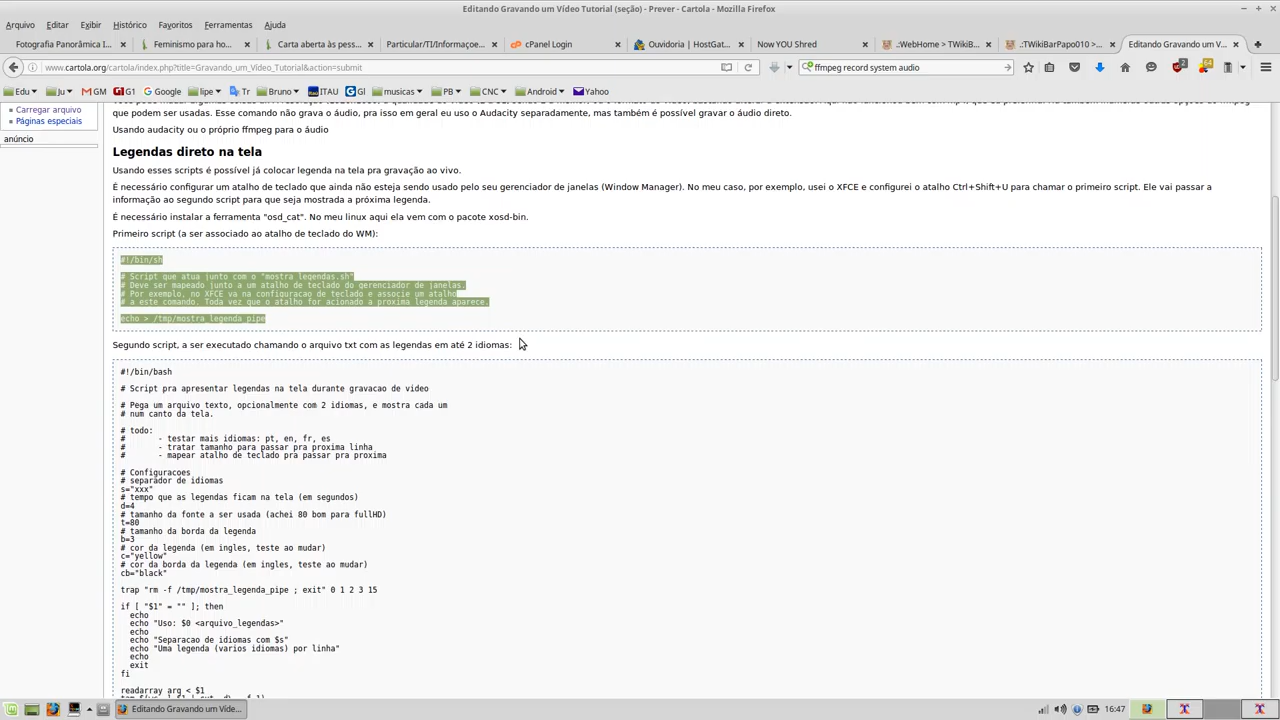 Editando Gravando um Vídeo Tutorial (seção) - Prever - Cartola - Mozilla Firefox
Arquivo Editar Exibir Histórico Favoritos Ferramentas Ajuda
Fotografia Panorâmica I... Feminismo para ho... Carta aberta às pess... Particular/TI/Informaçoe... cPanel Login Ouvidoria | HostGat... Now YOU Shred .:WebHome > TWikiB... .:TWikiBarPapo010 >... Editando Gravando um V...
www.cartola.org/cartola/index.php?title=Gravando_um_Vídeo_Tutorial&action=submit
ffmpeg record system audio
2 64
Edu Ju GM Google lipe Tr Bruno ITAU Gl musicas PB CNC Android Yahoo
Carregar arquivo
Páginas especiais
anúncio
que podem ser usadas. Esse comando não grava o áudio, pra isso em geral eu uso o Audacity separadamente, mas também é possível gravar o áudio direto.
Usando audacity ou o próprio ffmpeg para o áudio
Legendas direto na tela
Usando esses scripts é possível já colocar legenda na tela pra gravação ao vivo.
É necessário configurar um atalho de teclado que ainda não esteja sendo usado pelo seu gerenciador de janelas (Window Manager). No meu caso, por exemplo, usei o XFCE e configurei o atalho Ctrl+Shift+U para chamar o primeiro script. Ele vai passar a
informação ao segundo script para que seja mostrada a próxima legenda.
É necessário instalar a ferramenta "osd_cat". No meu linux aqui ela vem com o pacote xosd-bin.
Primeiro script (a ser associado ao atalho de teclado do WM):
#!/bin/sh
# Script que atua junto com o "mostra_legendas.sh"
# Deve ser mapeado junto a um atalho de teclado do gerenciador de janelas.
# Por exemplo, no XFCE va na configuracao de teclado e associe um atalho
# a este comando. Toda vez que o atalho for acionado a proxima legenda aparece.
echo > /tmp/mostra_legenda_pipe
Segundo script, a ser executado chamando o arquivo txt com as legendas em até 2 idiomas:
#!/bin/bash
# Script pra apresentar legendas na tela durante gravacao de video
# Pega um arquivo texto, opcionalmente com 2 idiomas, e mostra cada um
# num canto da tela.
# todo:
# - testar mais idiomas: pt, en, fr, es
# - tratar tamanho para passar pra proxima linha
# - mapear atalho de teclado pra passar pra proxima
# Configuracoes
# separador de idiomas
s="xxx"
# tempo que as legendas ficam na tela (em segundos)
d=4
# tamanho da fonte a ser usada (achei 80 bom para fullHD)
t=80
# tamanho da borda da legenda
b=3
# cor da legenda (em ingles, teste ao mudar)
c="yellow"
# cor da borda da legenda (em ingles, teste ao mudar)
cb="black"
trap "rm -f /tmp/mostra_legenda_pipe ; exit" 0 1 2 3 15
if [ "$1" = "" ]; then
echo
echo "Uso: $0 <arquivo_legendas>"
echo
echo "Separacao de idiomas com $s"
echo "Uma legenda (varios idiomas) por linha"
echo
exit
fi
readarray arq < $1
Editando Gravando um Víde...
16:47